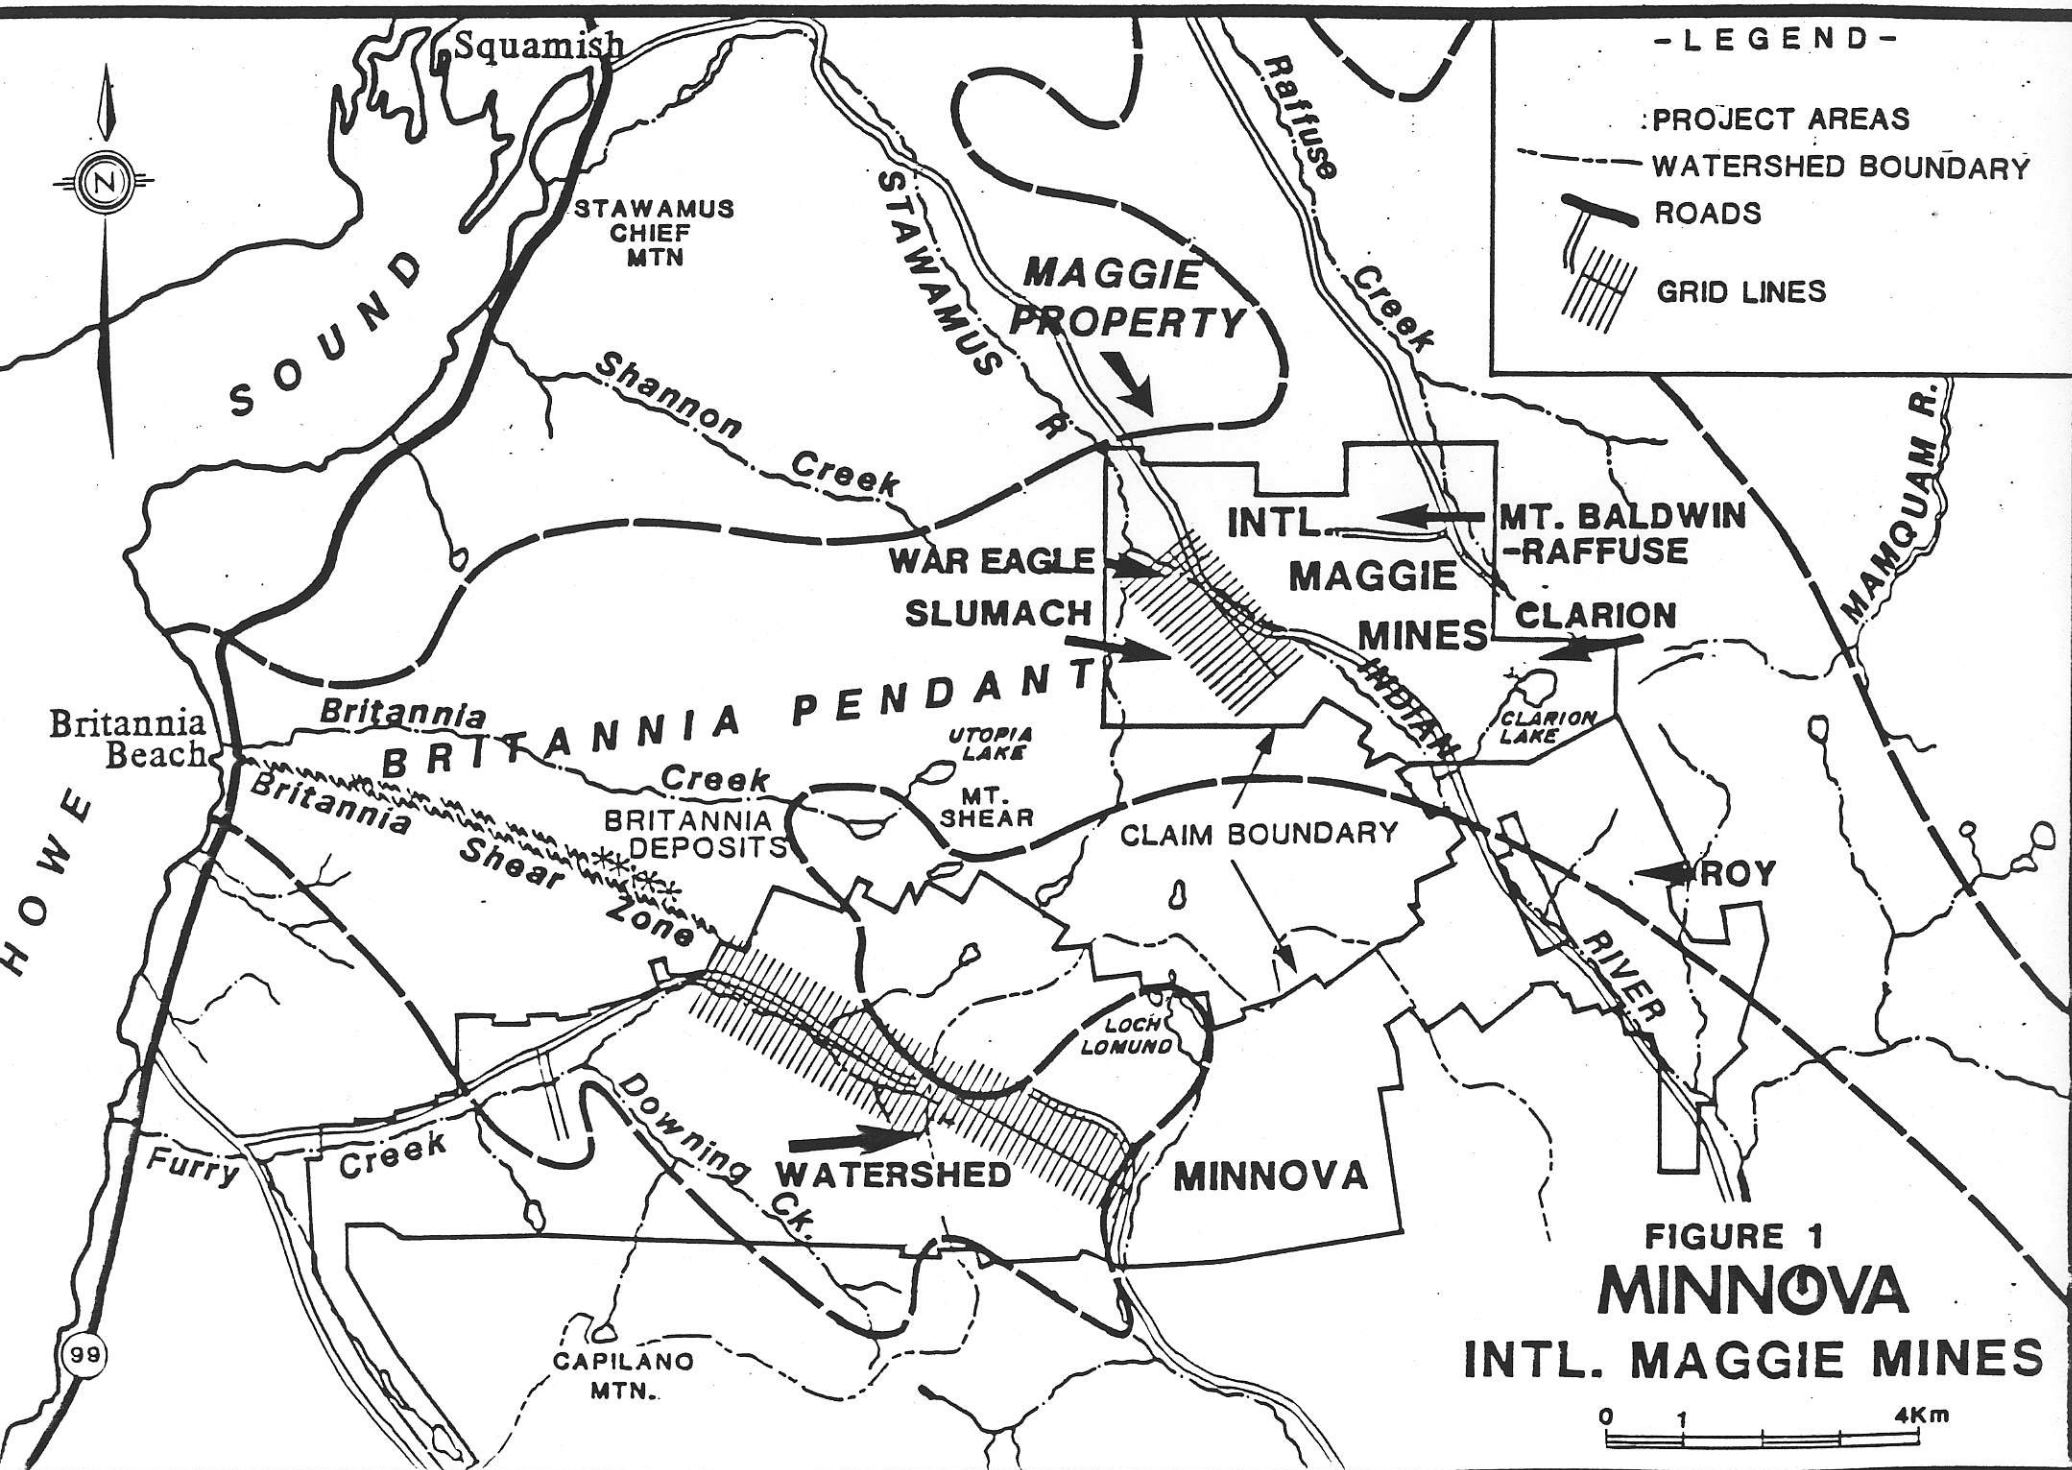 Squamish
N
STAWAMUS
CHIEF
MTN
SOUND
HOWE
STAWAMUS R
Raffuse Creek
MAGGIE
PROPERTY
Shannon Creek
-LEGEND-
PROJECT AREAS
WATERSHED BOUNDARY
ROADS
GRID LINES
MAMQUAM R.
INTL.
MAGGIE
MINES
MT. BALDWIN
-RAFFUSE
WAR EAGLE
SLUMACH
CLARION
CLARION
LAKE
INDIAN RIVER
BRITANNIA PENDANT
Britannia
Beach
Britannia Creek
Britannia Shear Zone
BRITANNIA
DEPOSITS
UTOPIA
LAKE
MT.
SHEAR
CLAIM BOUNDARY
ROY
LOCH
LOMUND
Downing Ck.
Furry Creek
WATERSHED
MINNOVA
CAPILANO
MTN.
99
FIGURE 1
MINNOVA
INTL. MAGGIE MINES
0 1 4Km